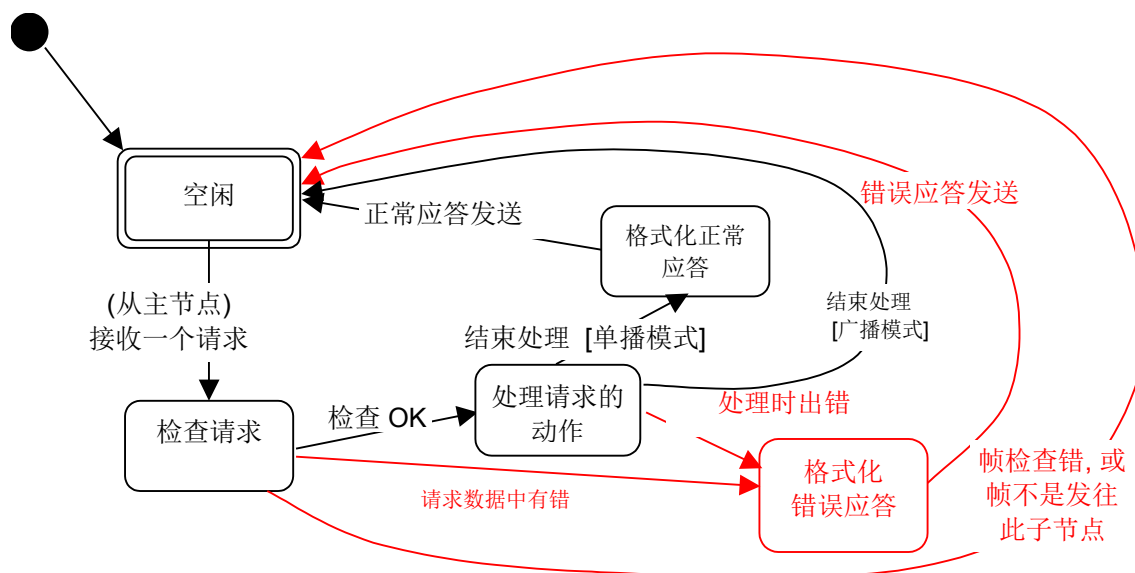 空闲
错误应答发送
正常应答发送
格式化正常
应答
(从主节点)
接收一个请求
结束处理
[广播模式]
结束处理 [单播模式]
处理请求的
动作
处理时出错
检查请求
检查 OK
请求数据中有错
格式化
错误应答
帧检查错, 或
帧不是发往
此子节点